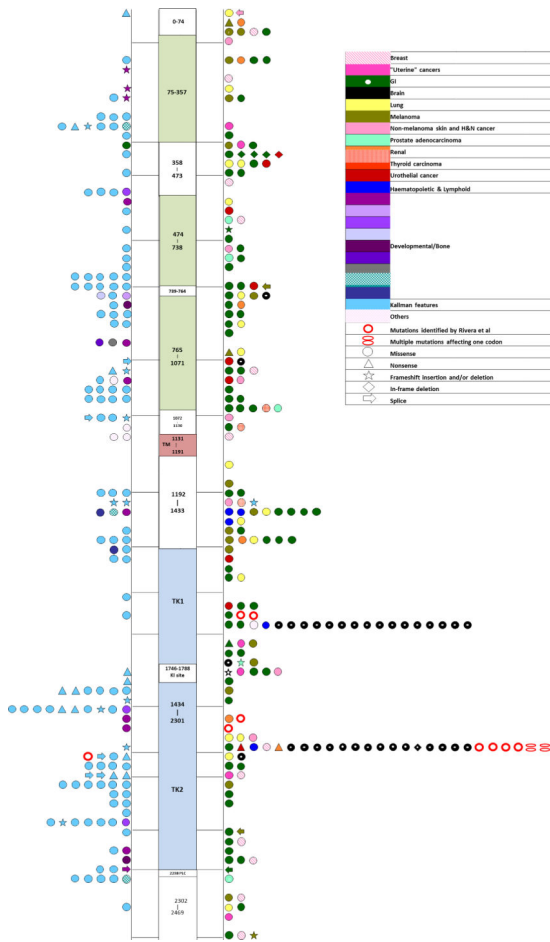 0-74
75-357
358
473
474
738
739-764
765
1071
1072
TM
1131
1191
1192
1433
TK1
1746-1788
KI site
1434
2301
TK2
2302
2469
Breast
"Uterine" cancers
GI
Brain
Lung
Melanoma
Non-melanoma skin and H&N cancer
Prostate adenocarcinoma
Renal
Thyroid carcinoma
Urothelial cancer
Haematopoietic & Lymphoid
Developmental/Bone
Kallman features
Others
Mutations identified by Rivera et al
Multiple mutations affecting one codon
Missense
Nonsense
Frameshift insertion and/or deletion
In-frame deletion
Splice